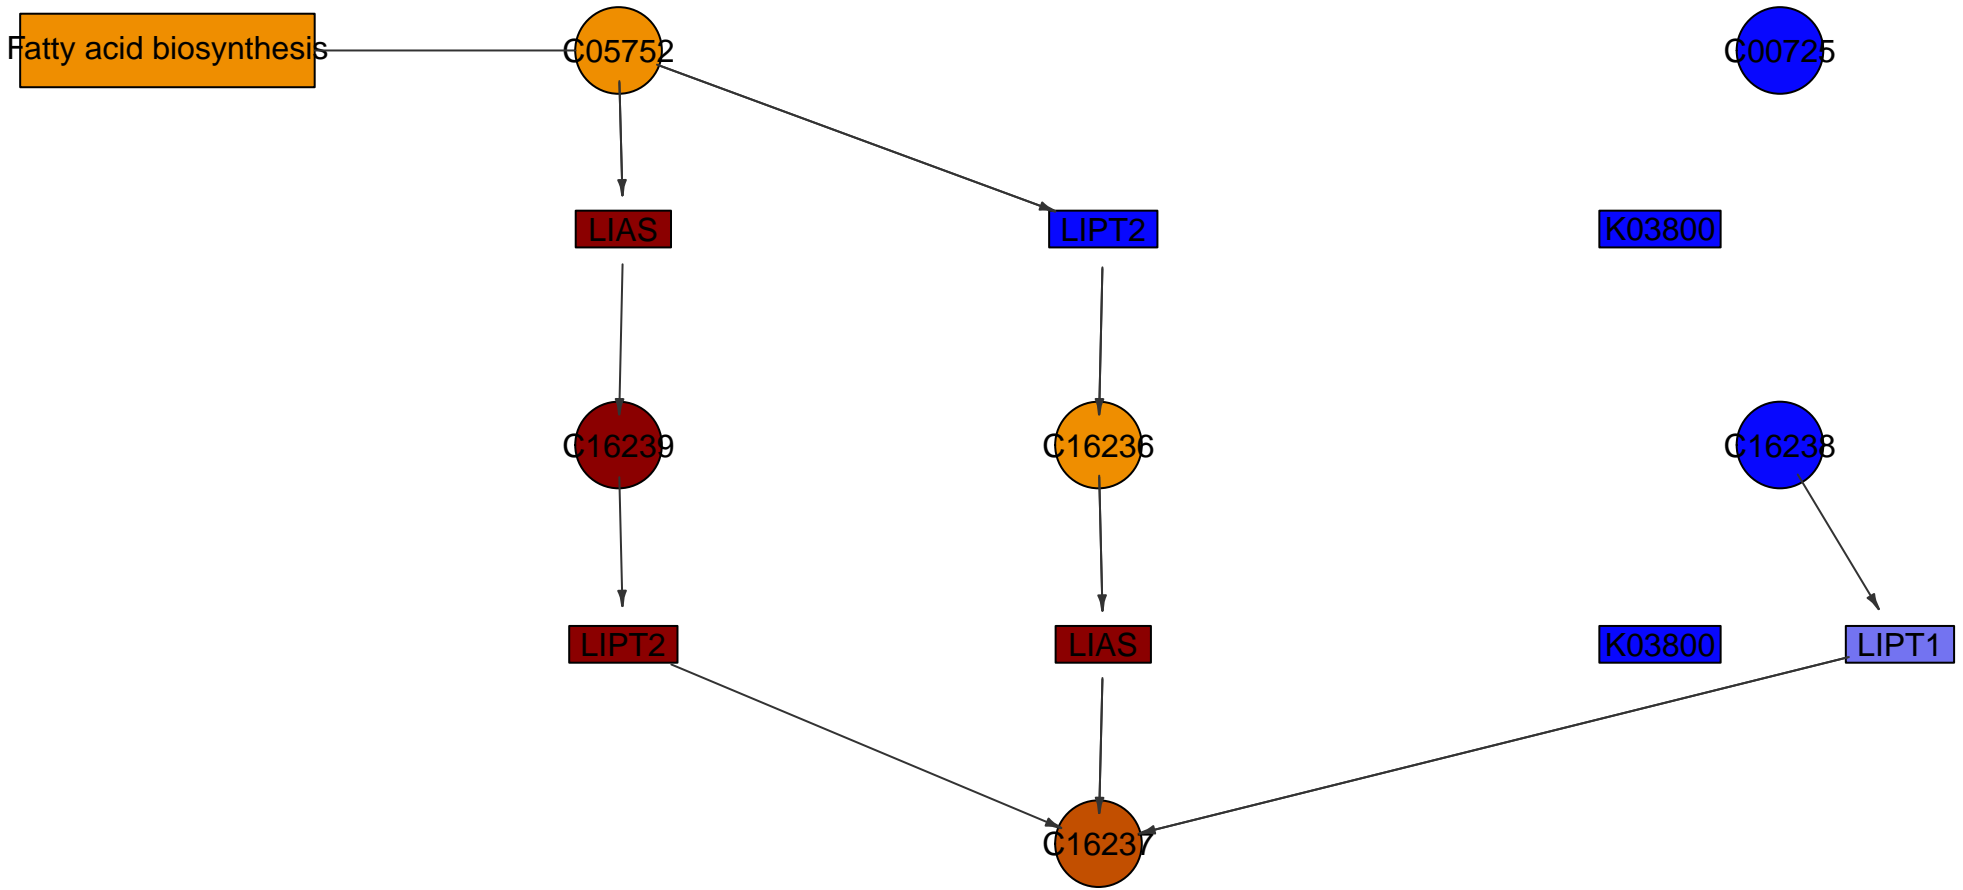 Fatty acid biosynthesis
C05752
C00725
LIAS
LIPT2
K03800
C16239
C16236
C16238
LIPT2
LIAS
K03800
LIPT1
C16237